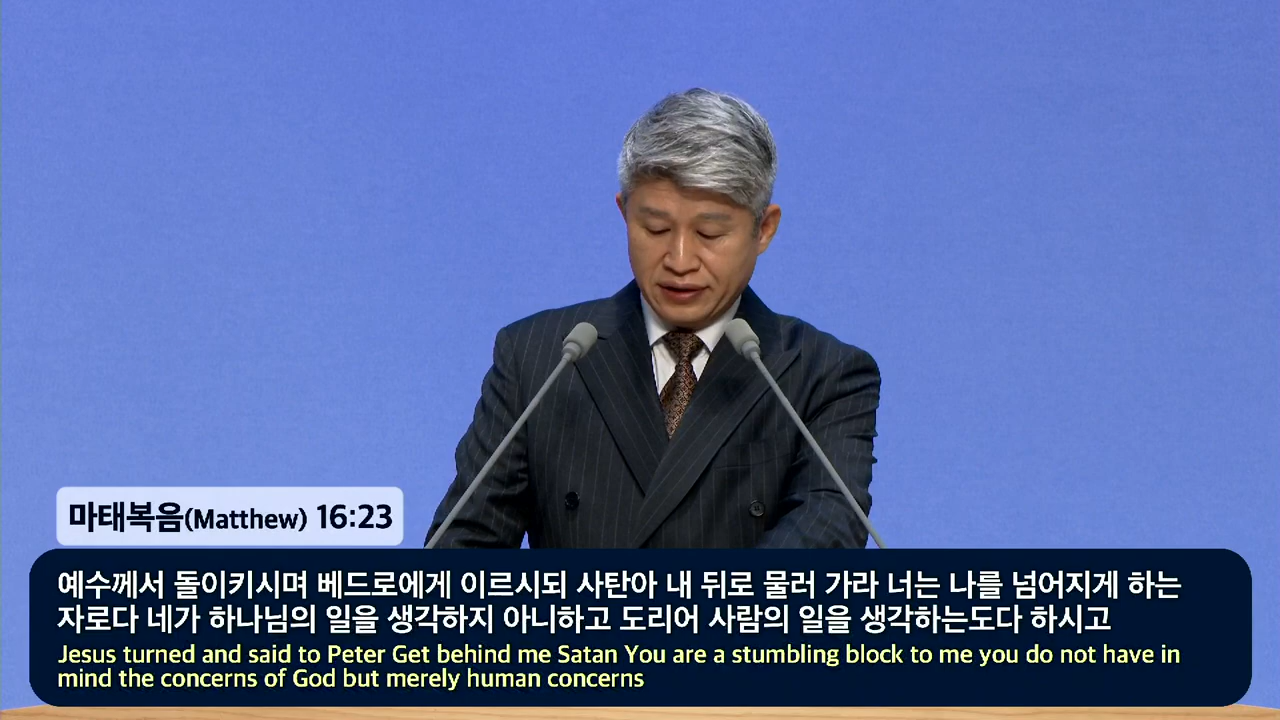 마태복음(Matthew) 16:23
예수께서 돌이키시며 베드로에게 이르시되 사탄아 내 뒤로 물러 가라 너는 나를 넘어지게 하는
자로다 네가 하나님의 일을 생각하지 아니하고 도리어 사람의 일을 생각하는도다 하시고
Jesus turned and said to Peter Get behind me Satan You are a stumbling block to me you do not have in
mind the concerns of God but merely human concerns